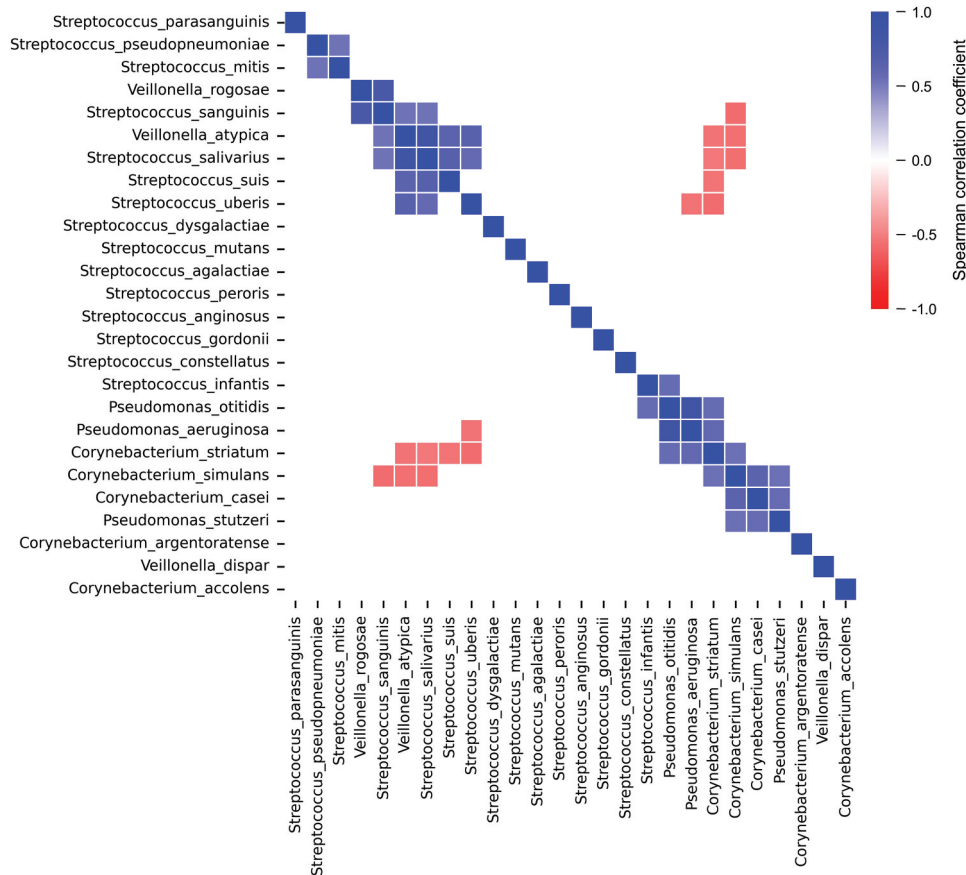 Streptococcus_parasanguinis
Streptococcus_pseudopneumoniae
Streptococcus_mitis
Veillonella_rogosae
Streptococcus_sanguinis
Veillonella_atypica
Streptococcus_salivarius
Streptococcus_suis
Streptococcus_uberis
Streptococcus_dysgalactiae
Streptococcus_mutans
Streptococcus_agalactiae
Streptococcus_peroris
Streptococcus_anginosus
Streptococcus_gordonii
Streptococcus_constellatus
Streptococcus_infantis
Pseudomonas_otitidis
Pseudomonas_aeruginosa
Corynebacterium_striatum
Corynebacterium_simulans
Corynebacterium_casei
Pseudomonas_stutzeri
Corynebacterium_argentoratense
Veillonella_dispar
Corynebacterium_accolens
Streptococcus_parasanguinis
Streptococcus_pseudopneumoniae
Streptococcus_mitis
Veillonella_rogosae
Streptococcus_sanguinis
Veillonella_atypica
Streptococcus_salivarius
Streptococcus_suis
Streptococcus_uberis
Streptococcus_dysgalactiae
Streptococcus_mutans
Streptococcus_agalactiae
Streptococcus_peroris
Streptococcus_anginosus
Streptococcus_gordonii
Streptococcus_constellatus
Streptococcus_infantis
Pseudomonas_otitidis
Pseudomonas_aeruginosa
Corynebacterium_striatum
Corynebacterium_simulans
Corynebacterium_casei
Pseudomonas_stutzeri
Corynebacterium_argentoratense
Veillonella_dispar
Corynebacterium_accolens
1.0
0.5
0.0
-0.5
-1.0
Spearman correlation coefficient